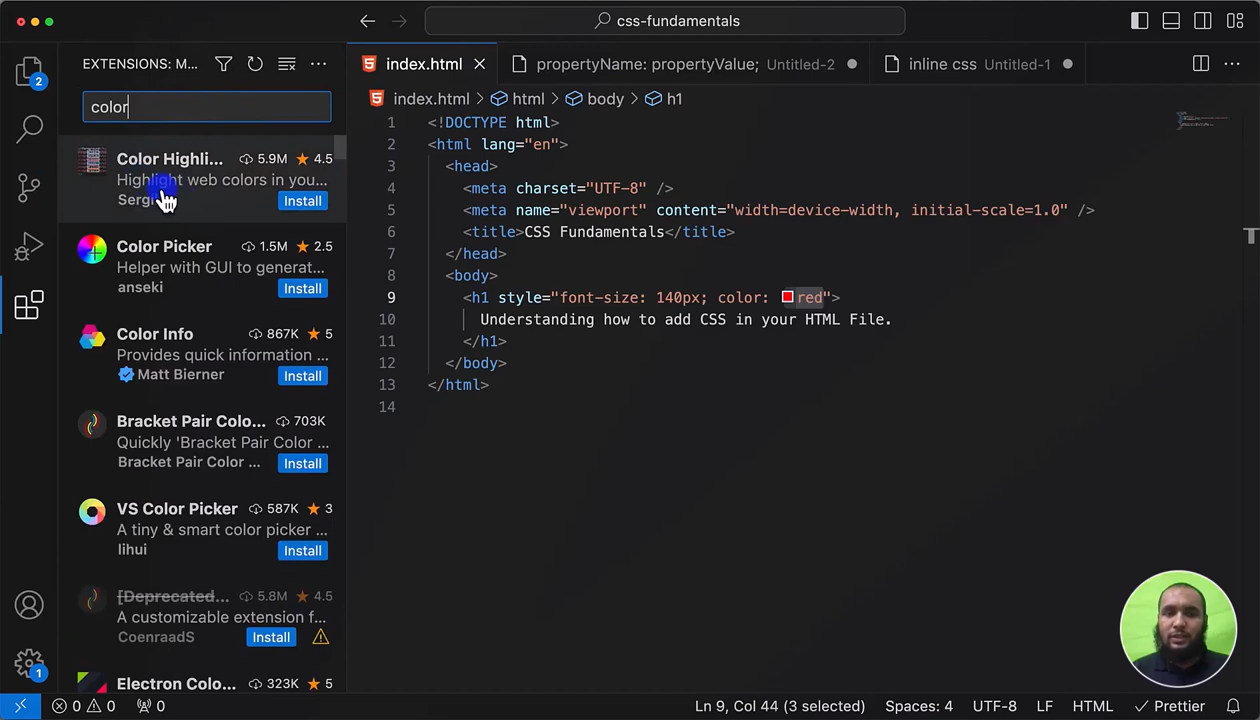 css-fundamentals
EXTENSIONS: M...
color
Color Highli... 5.9M 4.5
Highlight web colors in you...
Sergi
Install
Color Picker 1.5M 2.5
Helper with GUI to generat...
anseki
Install
Color Info 867K 5
Provides quick information ...
Matt Bierner
Install
Bracket Pair Colo... 703K
Quickly 'Bracket Pair Color ...
Bracket Pair Color ...
Install
VS Color Picker 587K 3
A tiny & smart color picker ...
lihui
Install
[Deprecated... 5.8M 4.5
A customizable extension f...
CoenraadS
Install
Electron Colo... 323K 5
2
1
index.html
propertyName: propertyValue; Untitled-2
inline css Untitled-1
index.html > html > body > h1
1 <!DOCTYPE html>
2 <html lang="en">
3 <head>
4 <meta charset="UTF-8" />
5 <meta name="viewport" content="width=device-width, initial-scale=1.0" />
6 <title>CSS Fundamentals</title>
7 </head>
8 <body>
9 <h1 style="font-size: 140px; color: red">
10 Understanding how to add CSS in your HTML File.
11 </h1>
12 </body>
13 </html>
14
0 0 0
Ln 9, Col 44 (3 selected) Spaces: 4 UTF-8 LF HTML Prettier